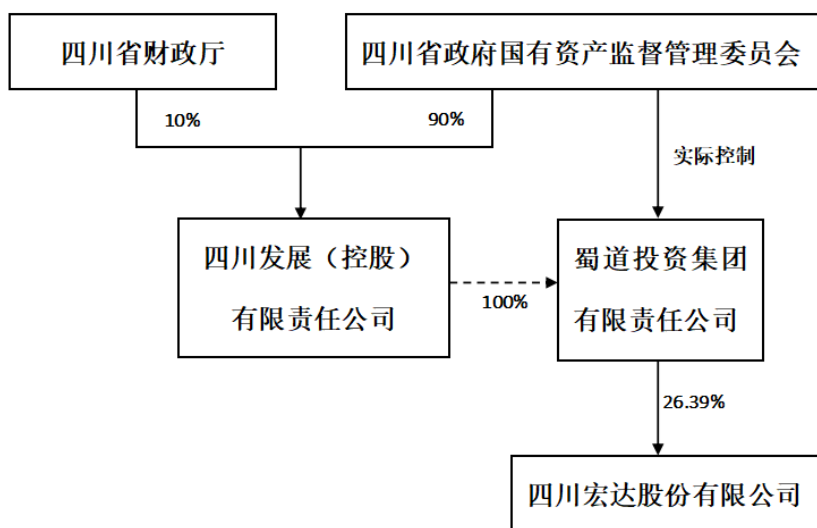 四川省财政厅
四川省政府国有资产监督管理委员会
10%
90%
实际控制
四川发展（控股）
有限责任公司
100%
蜀道投资集团
有限责任公司
26.39%
四川宏达股份有限公司